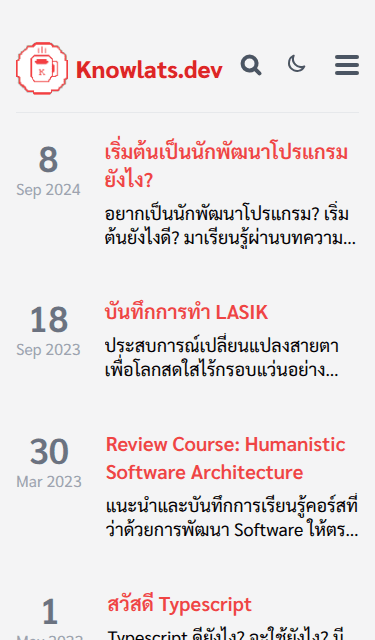 Knowlats.dev
8
Sep 2024
เริ่มต้นเป็นนักพัฒนาโปรแกรม
ยังไง?
อยากเป็นนักพัฒนาโปรแกรม? เริ่ม
ต้นยังไงดี? มาเรียนรู้ผ่านบทความ...
18
Sep 2023
บันทึกการทำ LASIK
ประสบการณ์เปลี่ยนแปลงสายตา
เพื่อโลกสดใสไร้กรอบแว่นอย่าง...
30
Mar 2023
Review Course: Humanistic
Software Architecture
แนะนำและบันทึกการเรียนรู้คอร์สที่
ว่าด้วยการพัฒนา Software ให้ตร...
1
สวัสดี Typescript
Typescript ดียังไง? จะใช้ยังไง? มี